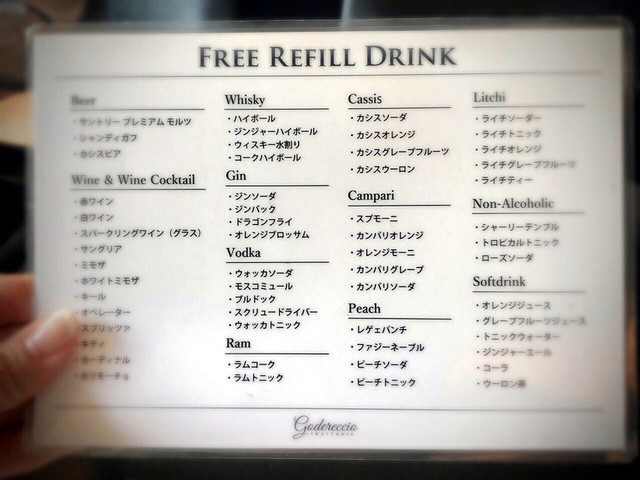 FREE REFILL DRINK
Beer
・サントリー プレミアム モルツ
・シャンディガフ
・カシスビア
Wine & Wine Cocktail
・赤ワイン
・白ワイン
・スパークリングワイン（グラス）
・サングリア
・ミモザ
・ホワイトミモザ
・キール
・オペレーター
・スプリッツァ
・キティ
・カーディナル
・カリモーチョ
Whisky
・ハイボール
・ジンジャーハイボール
・ウィスキー水割り
・コークハイボール
Gin
・ジンソーダ
・ジンバック
・ドラゴンフライ
・オレンジブロッサム
Vodka
・ウォッカソーダ
・モスコミュール
・ブルドック
・スクリュードライバー
・ウォッカトニック
Ram
・ラムコーク
・ラムトニック
Cassis
・カシスソーダ
・カシスオレンジ
・カシスグレープフルーツ
・カシスウーロン
Campari
・スプモーニ
・カンパリオレンジ
・オレンジモーニ
・カンパリグレープ
・カンパリソーダ
Peach
・レゲェパンチ
・ファジーネーブル
・ピーチソーダ
・ピーチトニック
Litchi
・ライチソーダー
・ライチトニック
・ライチオレンジ
・ライチグレープフルーツ
・ライチティー
Non-Alcoholic
・シャーリーテンプル
・トロピカルトニック
・ローズソーダ
Softdrink
・オレンジジュース
・グレープフルーツジュース
・トニックウォーター
・ジンジャーエール
・コーラ
・ウーロン茶
Godereccio
TRATTORIA